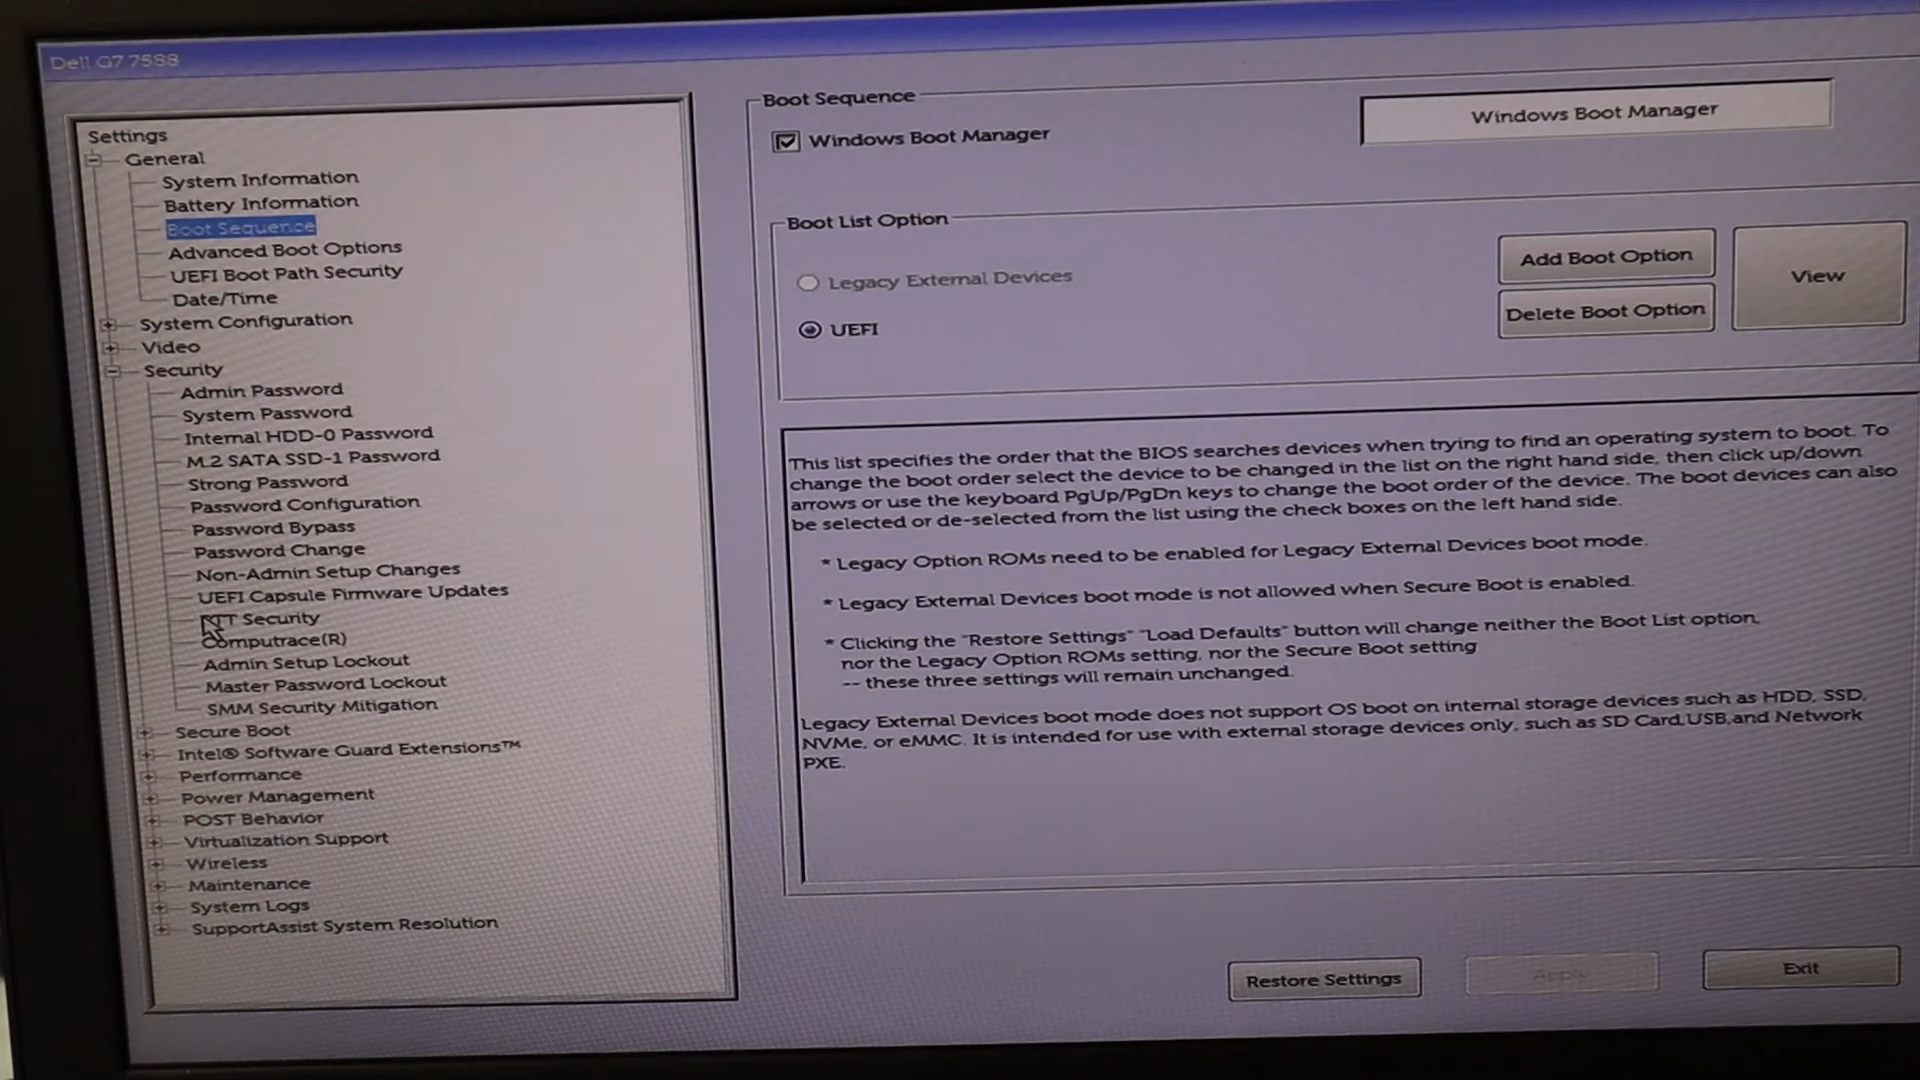 Dell G7 7588
Settings
General
System Information
Battery Information
Boot Sequence
Advanced Boot Options
UEFI Boot Path Security
Date/Time
System Configuration
Video
Security
Admin Password
System Password
Internal HDD-0 Password
M.2 SATA SSD-1 Password
Strong Password
Password Configuration
Password Bypass
Password Change
Non-Admin Setup Changes
UEFI Capsule Firmware Updates
Security
Computrace(R)
Admin Setup Lockout
Master Password Lockout
SMM Security Mitigation
Secure Boot
Intel® Software Guard Extensions™
Performance
Power Management
POST Behavior
Virtualization Support
Wireless
Maintenance
System Logs
SupportAssist System Resolution
Boot Sequence
Windows Boot Manager
Windows Boot Manager
Boot List Option
Legacy External Devices
UEFI
Add Boot Option
Delete Boot Option
View
This list specifies the order that the BIOS searches devices when trying to find an operating system to boot. To
change the boot order select the device to be changed in the list on the right hand side, then click up/down
arrows or use the keyboard PgUp/PgDn keys to change the boot order of the device. The boot devices can also
be selected or de-selected from the list using the check boxes on the left hand side.
* Legacy Option ROMs need to be enabled for Legacy External Devices boot mode.
* Legacy External Devices boot mode is not allowed when Secure Boot is enabled.
* Clicking the "Restore Settings" "Load Defaults" button will change neither the Boot List option,
nor the Legacy Option ROMs setting, nor the Secure Boot setting
-- these three settings will remain unchanged.
Legacy External Devices boot mode does not support OS boot on internal storage devices such as HDD, SSD,
NVMe, or eMMC. It is intended for use with external storage devices only, such as SD Card,USB,and Network
PXE.
Restore Settings
Apply
Exit